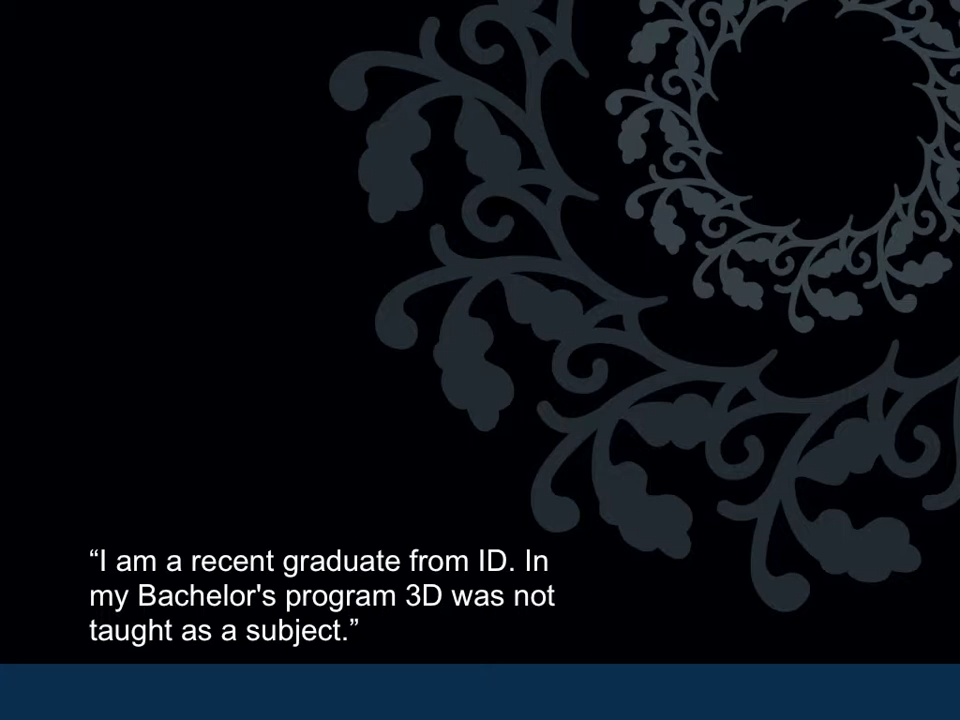 “I am a recent graduate from ID. In
my Bachelor's program 3D was not
taught as a subject.”